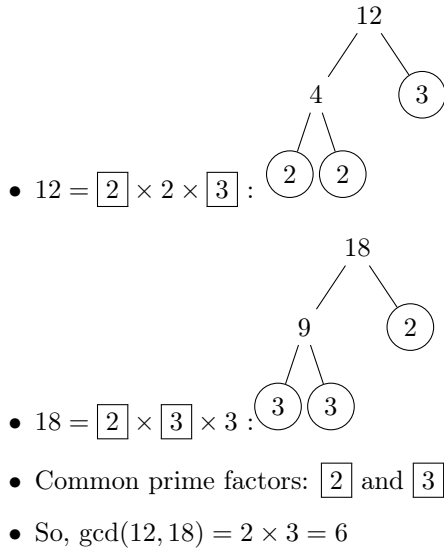 12
4 3
2 2
• 12 = 2 × 2 × 3 :
18
9 2
3 3
• 18 = 2 × 3 × 3 :
• Common prime factors: 2 and 3
• So, gcd(12, 18) = 2 × 3 = 6